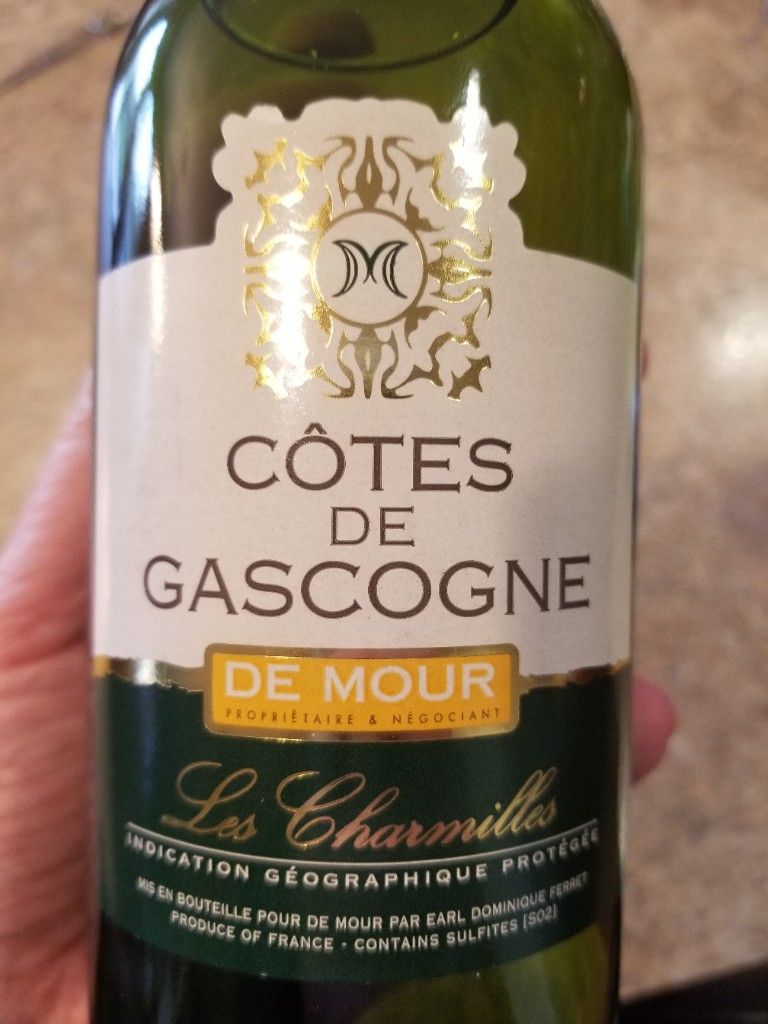 M
CÔTES
DE
GASCOGNE
DE MOUR
PROPRIÉTAIRE & NÉGOCIANT
Les Charmilles
INDICATION GÉOGRAPHIQUE PROTÉGÉE
MIS EN BOUTEILLE POUR DE MOUR PAR EARL DOMINIQUE FERRET
PRODUCE OF FRANCE - CONTAINS SULFITES [SO2]